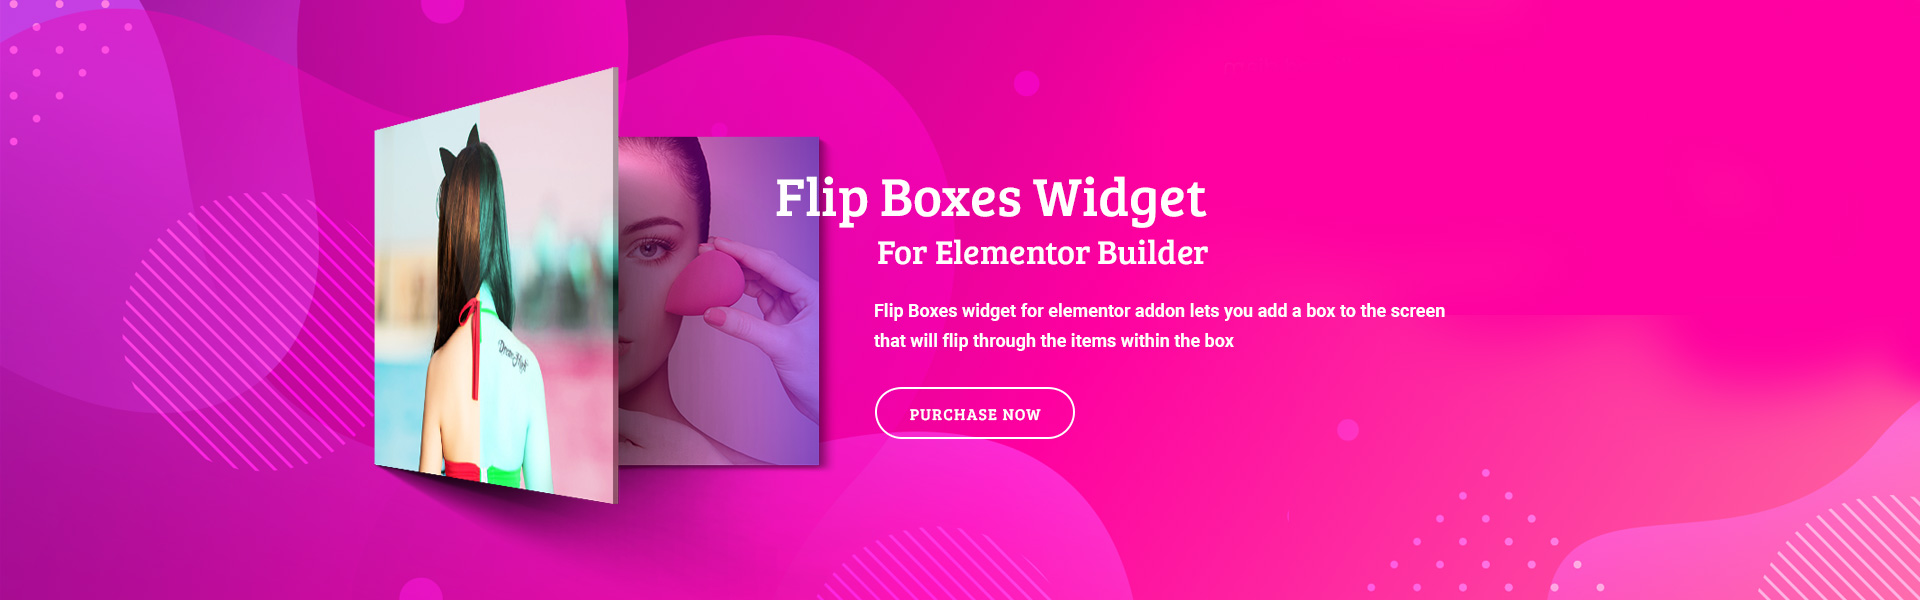 Flip Boxes Widget
For Elementor Builder
Flip Boxes widget for elementor addon lets you add a box to the screen
that will flip through the items within the box
PURCHASE NOW